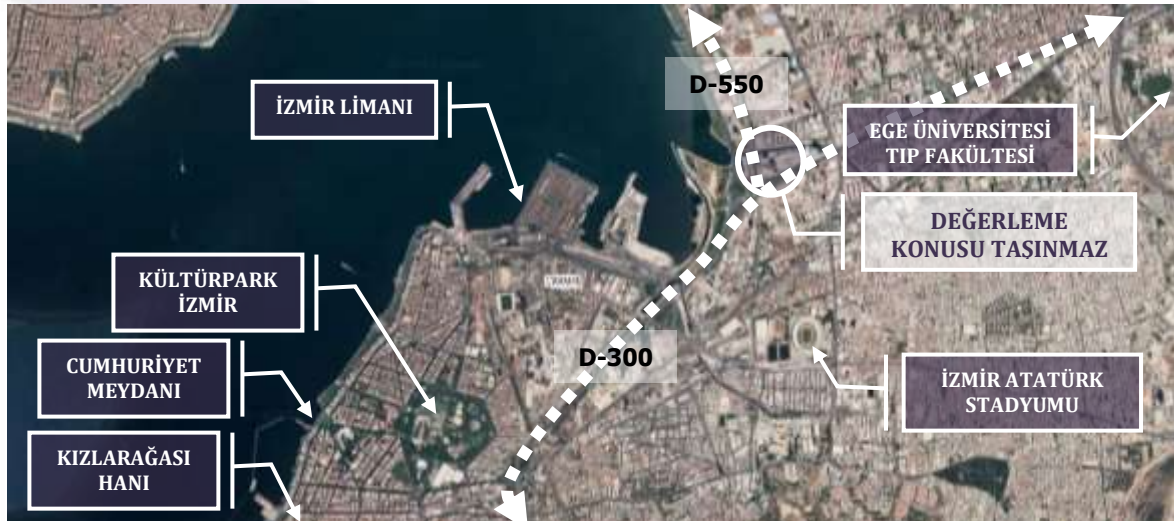 D-550
İZMİR LİMANI
EGE ÜNİVERSİTESİ
TIP FAKÜLTESİ
DEĞERLEME
KONUSU TAŞINMAZ
KÜLTÜRPARK
İZMİR
D-300
CUMHURİYET
MEYDANI
İZMİR ATATÜRK
STADYUMU
KIZLARAĞASI
HANI